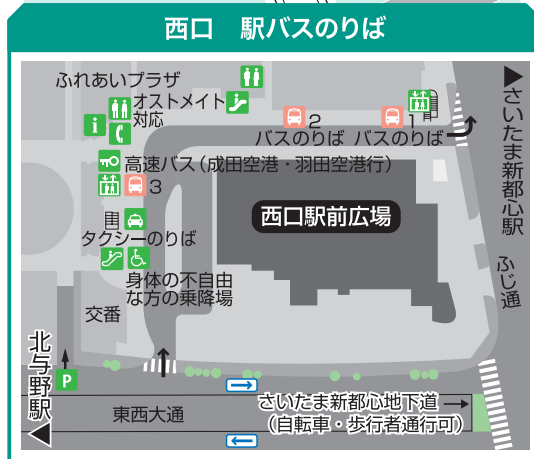 西口　駅バスのりば
ふれあいプラザ
オストメイト
対応
i
2
バスのりば
1
バスのりば
さいたま新都心駅
高速バス（成田空港・羽田空港行）
3
西口駅前広場
タクシーのりば
身体の不自由
な方の乗降場
ふじ通
交番
北与野駅
P
東西大通
さいたま新都心地下道
（自転車・歩行者通行可）